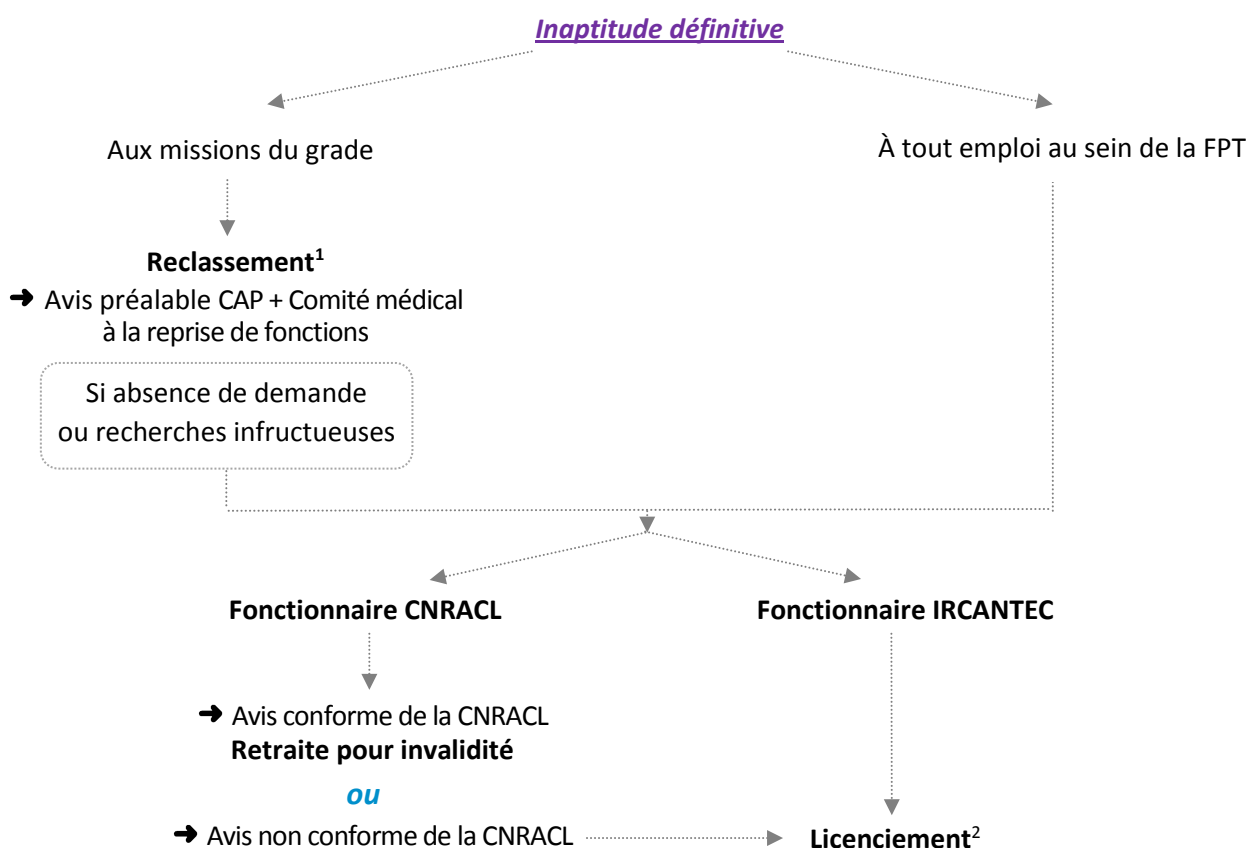 Inaptitude définitive
Aux missions du grade
À tout emploi au sein de la FPT
Reclassement¹
➜ Avis préalable CAP + Comité médical
à la reprise de fonctions
Si absence de demande
ou recherches infructueuses
Fonctionnaire CNRACL
Fonctionnaire IRCANTEC
➜ Avis conforme de la CNRACL
Retraite pour invalidité
ou
➜ Avis non conforme de la CNRACL
Licenciement²